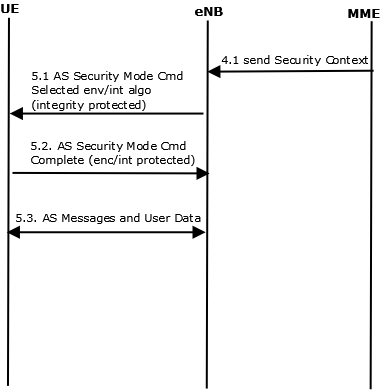 UE
eNB
MME
4.1 send Security Context
5.1 AS Security Mode Cmd
Selected env/int algo
(integrity protected)
5.2. AS Security Mode Cmd
Complete (enc/int protected)
5.3. AS Messages and User Data